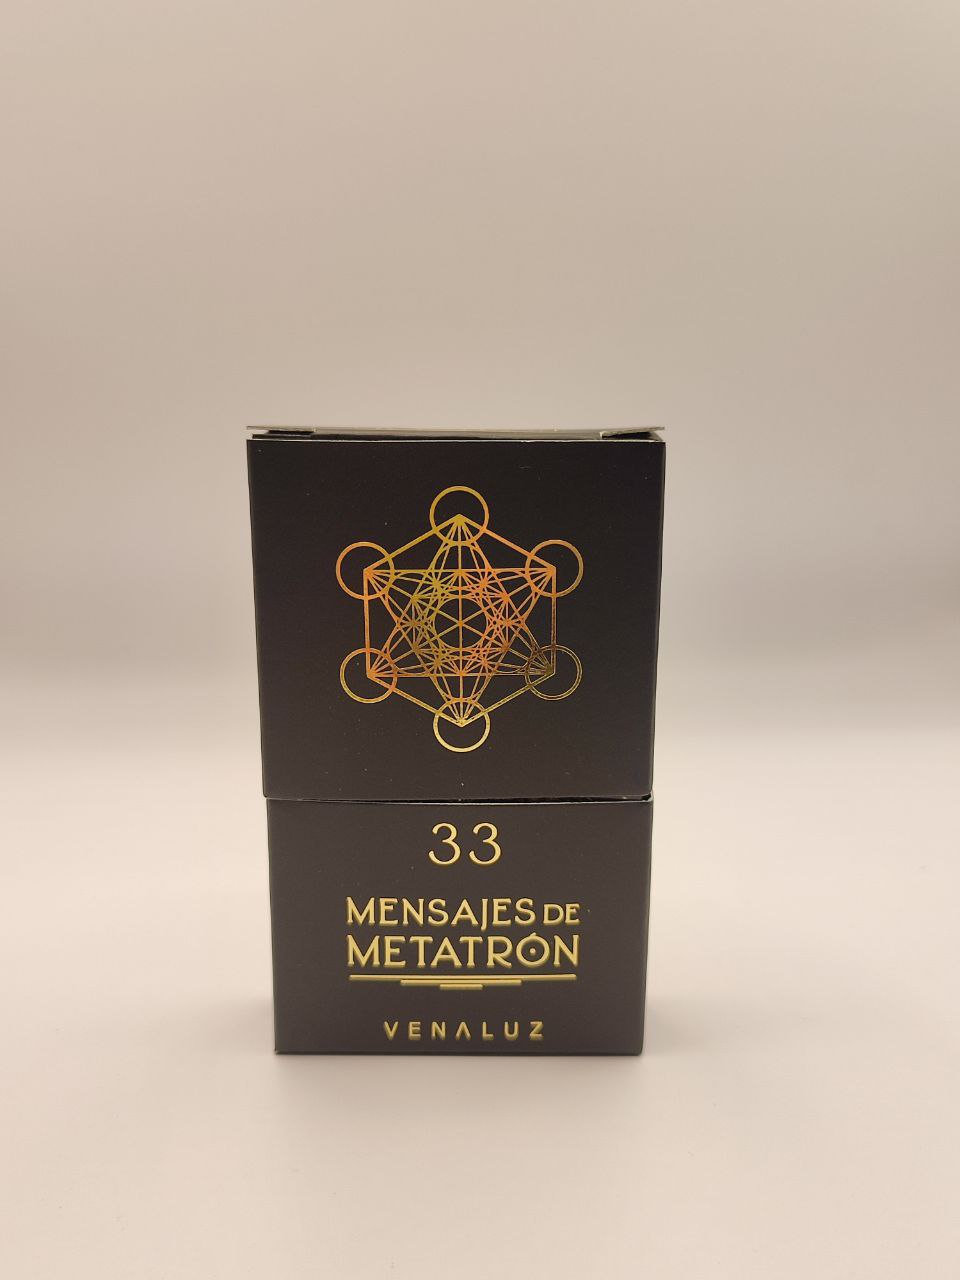 33
MENSAJES DE
METATRÓN
VENALUZ